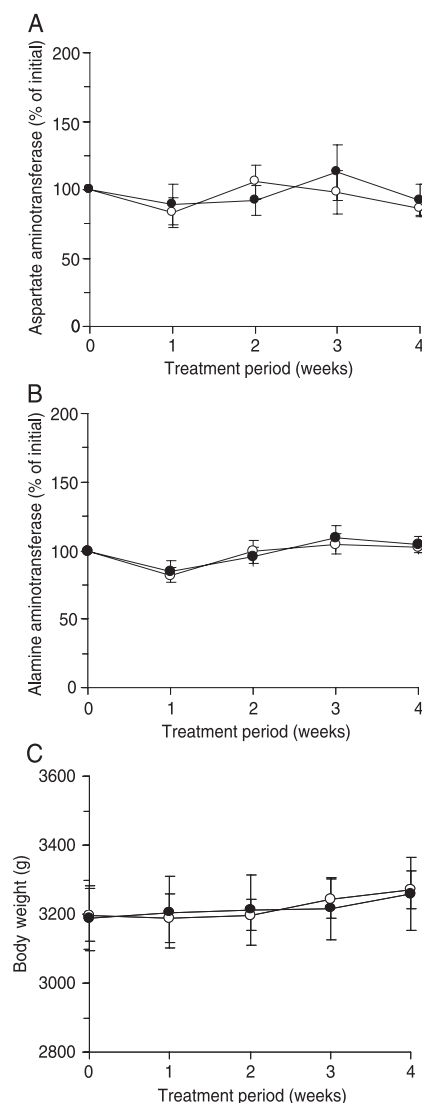 A
Aspartate aminotransferase (% of initial)
200
150
100
50
0
0 1 2 3 4
Treatment period (weeks)
B
Alamine aminotransferase (% of initial)
200
150
100
50
0
0 1 2 3 4
Treatment period (weeks)
C
Body weight (g)
3600
3400
3200
3000
2800
0 1 2 3 4
Treatment period (weeks)